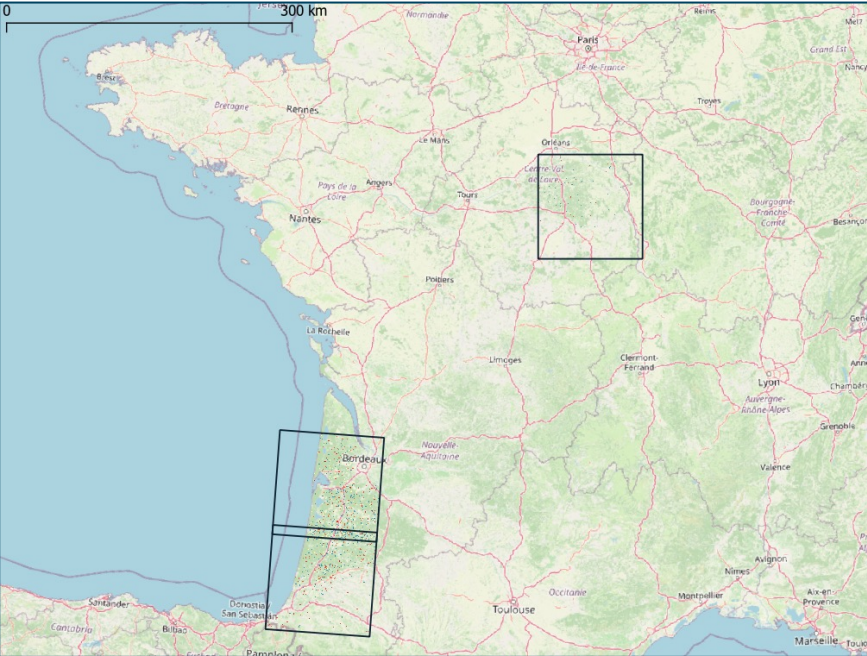 0
300 km
Jersey
Normandie
Reims
Paris
Île-de-France
Grand Est
Brest
Bretagne
Rennes
Le Mans
Orléans
Troyes
Centre-Val
de Loire
Pays de la
Loire
Angers
Tours
Nantes
Bourgogne-
Franche-
Comté
Poitiers
La Rochelle
Limoges
Clermont-
Ferrand
Lyon
Auvergne-
Rhône-Alpes
Grenoble
Nouvelle-
Aquitaine
Bordeaux
Valence
Avignon
Nîmes
Montpellier
Aix-en-
Provence
Marseille
Occitanie
Toulouse
Santander
Cantabria
Bilbao
Donostia/
San Sebastián